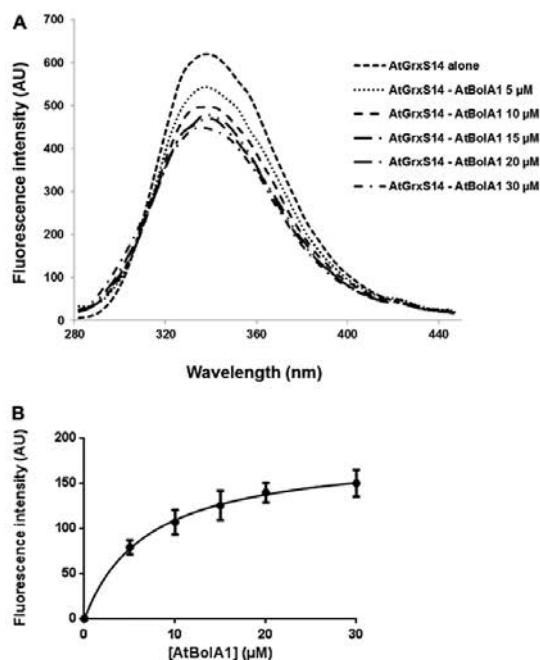 A
700
600
500
400
300
200
100
0
Fluorescence intensity (AU)
280 320 360 400 440
Wavelength (nm)
AtGrxS14 alone
AtGrxS14 - AtBolA1 5 µM
AtGrxS14 - AtBolA1 10 µM
AtGrxS14 - AtBolA1 15 µM
AtGrxS14 - AtBolA1 20 µM
AtGrxS14 - AtBolA1 30 µM
B
200
150
100
50
0
Fluorescence intensity (AU)
0 10 20 30
[AtBolA1] (µM)